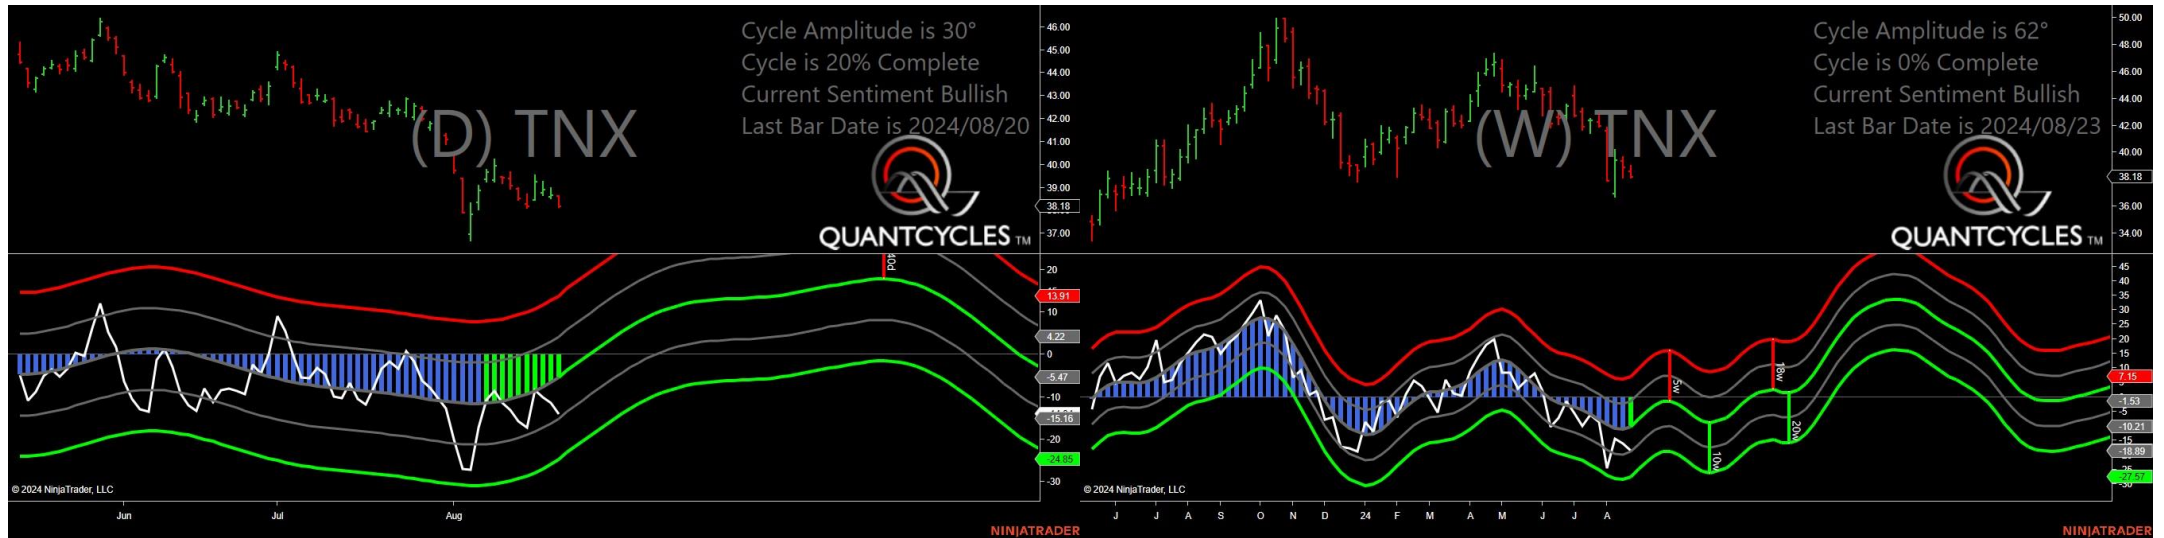 Cycle Amplitude is 30°
Cycle is 20% Complete
Current Sentiment Bullish
Last Bar Date is 2024/08/20
(D) TNX
QUANTCYCLES TM
46.00
45.00
44.00
43.00
42.00
41.00
40.00
39.00
38.18
37.00
40d
20
13.91
10
4.22
0
-5.47
-10
-15.16
-20
-24.85
-30
© 2024 NinjaTrader, LLC
Jun Jul Aug
NINJATRADER
Cycle Amplitude is 62°
Cycle is 0% Complete
Current Sentiment Bullish
Last Bar Date is 2024/08/23
(W) TNX
QUANTCYCLES TM
50.00
48.00
46.00
44.00
42.00
40.00
38.18
36.00
34.00
5w
10w
18w
20w
45
40
35
30
25
20
15
10
7.15
-1.53
-5
-10.21
-15
-18.89
-27.57
-30
© 2024 NinjaTrader, LLC
J J A S O N D 24 F M A M J J A
NINJATRADER